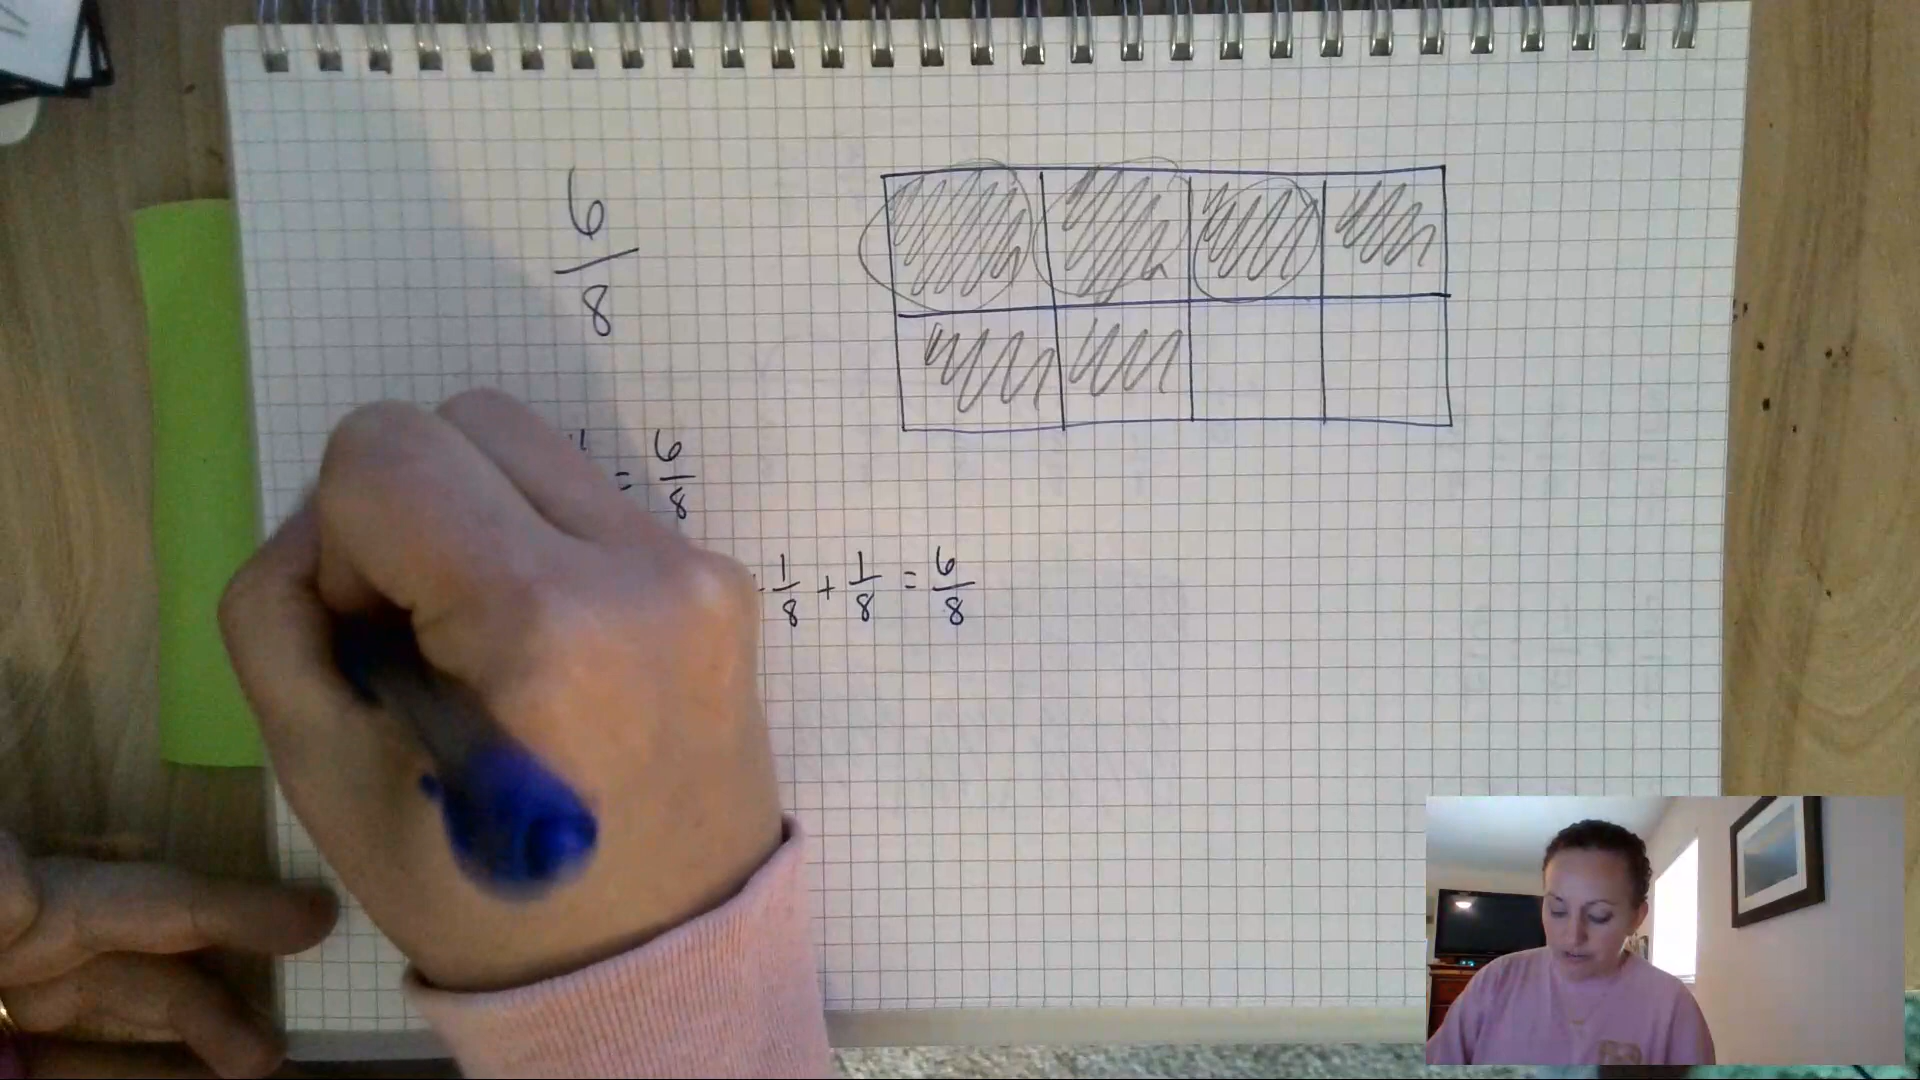 6/8
= 6/8
1/8 + 1/8 = 6/8